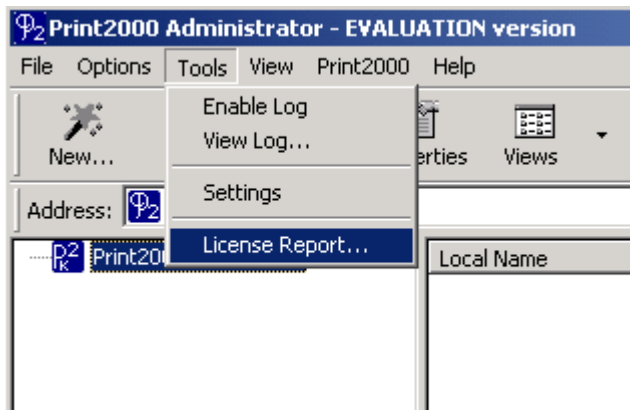 Print2000 Administrator - EVALUATION version
File Options Tools View Print2000 Help
Enable Log
View Log...
Settings
License Report...
New... erties Views
Address:
Print20
Local Name